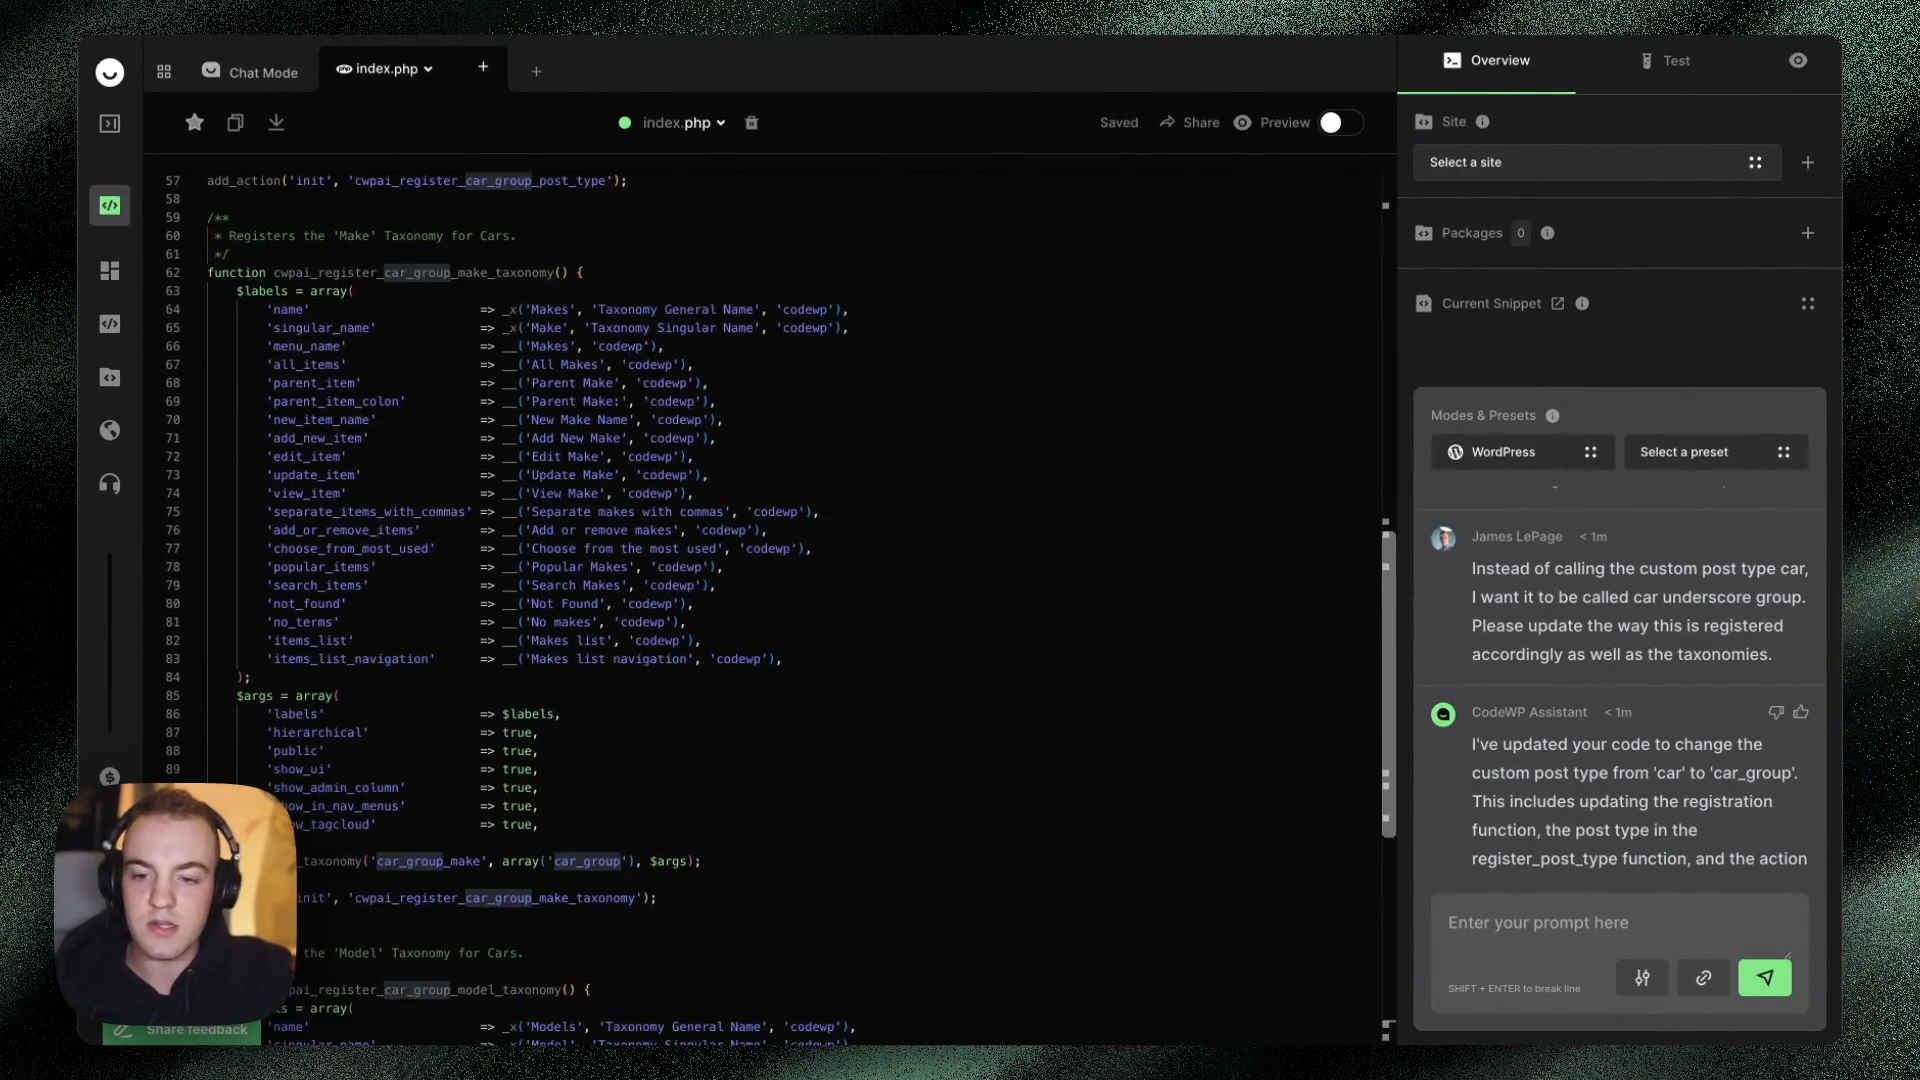 Chat Mode
php index.php
+
+
Overview
Test
index.php
Saved
Share
Preview
Site
Select a site
Packages 0
Current Snippet
57 add_action('init', 'cwpai_register_car_group_post_type');
58
59 /**
60 * Registers the 'Make' Taxonomy for Cars.
61 */
62 function cwpai_register_car_group_make_taxonomy() {
63 $labels = array(
64 'name' => _x('Makes', 'Taxonomy General Name', 'codewp'),
65 'singular_name' => _x('Make', 'Taxonomy Singular Name', 'codewp'),
66 'menu_name' => __('Makes', 'codewp'),
67 'all_items' => __('All Makes', 'codewp'),
68 'parent_item' => __('Parent Make', 'codewp'),
69 'parent_item_colon' => __('Parent Make:', 'codewp'),
70 'new_item_name' => __('New Make Name', 'codewp'),
71 'add_new_item' => __('Add New Make', 'codewp'),
72 'edit_item' => __('Edit Make', 'codewp'),
73 'update_item' => __('Update Make', 'codewp'),
74 'view_item' => __('View Make', 'codewp'),
75 'separate_items_with_commas' => __('Separate makes with commas', 'codewp'),
76 'add_or_remove_items' => __('Add or remove makes', 'codewp'),
77 'choose_from_most_used' => __('Choose from the most used', 'codewp'),
78 'popular_items' => __('Popular Makes', 'codewp'),
79 'search_items' => __('Search Makes', 'codewp'),
80 'not_found' => __('Not Found', 'codewp'),
81 'no_terms' => __('No makes', 'codewp'),
82 'items_list' => __('Makes list', 'codewp'),
83 'items_list_navigation' => __('Makes list navigation', 'codewp'),
84 );
85 $args = array(
86 'labels' => $labels,
87 'hierarchical' => true,
88 'public' => true,
89 'show_ui' => true,
'show_admin_column' => true,
ow_in_nav_menus' => true,
w_tagcloud' => true,
_taxonomy('car_group_make', array('car_group'), $args);
init', 'cwpai_register_car_group_make_taxonomy');
the 'Model' Taxonomy for Cars.
pai_register_car_group_model_taxonomy() {
ls = array(
'name' => _x('Models', 'Taxonomy General Name', 'codewp'),
'singular_name' => _x('Model', 'Taxonomy Singular Name', 'codewp'),
Share feedback
Modes & Presets
WordPress
Select a preset
James LePage < 1m
Instead of calling the custom post type car,
I want it to be called car underscore group.
Please update the way this is registered
accordingly as well as the taxonomies.
CodeWP Assistant < 1m
I've updated your code to change the
custom post type from 'car' to 'car_group'.
This includes updating the registration
function, the post type in the
register_post_type function, and the action
Enter your prompt here
SHIFT + ENTER to break line